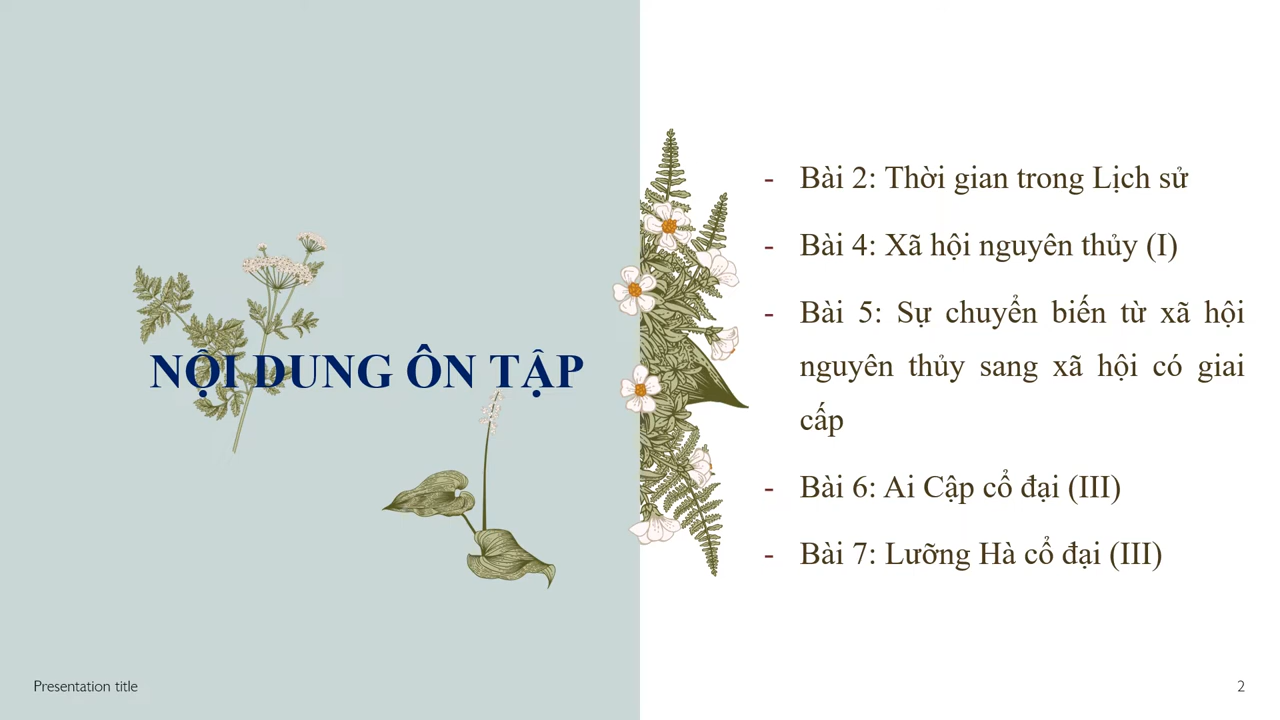 NỘI DUNG ÔN TẬP
- Bài 2: Thời gian trong Lịch sử
- Bài 4: Xã hội nguyên thủy (I)
- Bài 5: Sự chuyển biến từ xã hội
nguyên thủy sang xã hội có giai
cấp
- Bài 6: Ai Cập cổ đại (III)
- Bài 7: Lưỡng Hà cổ đại (III)
Presentation title
2